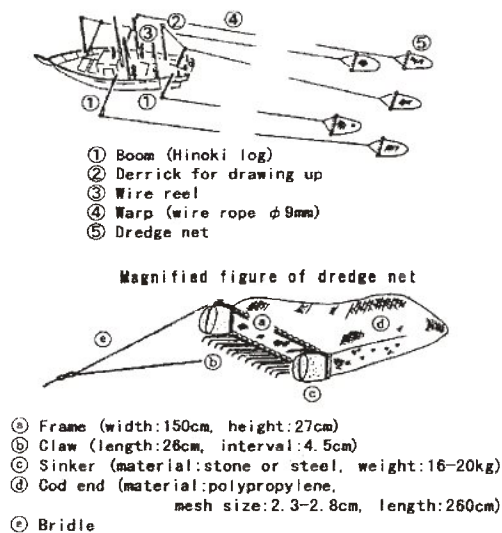 ② ④
③ ⑤
① ①
① Boom (Hinoki log)
② Derrick for drawing up
③ Wire reel
④ Warp (wire rope φ9mm)
⑤ Dredge net
Magnified figure of dredge net
ⓐ
ⓔ ⓓ
ⓑ
ⓒ
ⓐ Frame (width:150cm, height:27cm)
ⓑ Claw (length:26cm, interval:4.5cm)
ⓒ Sinker (material:stone or steel, weight:16-20kg)
ⓓ Cod end (material:polypropylene,
mesh size:2.3-2.8cm, length:260cm)
ⓔ Bridle